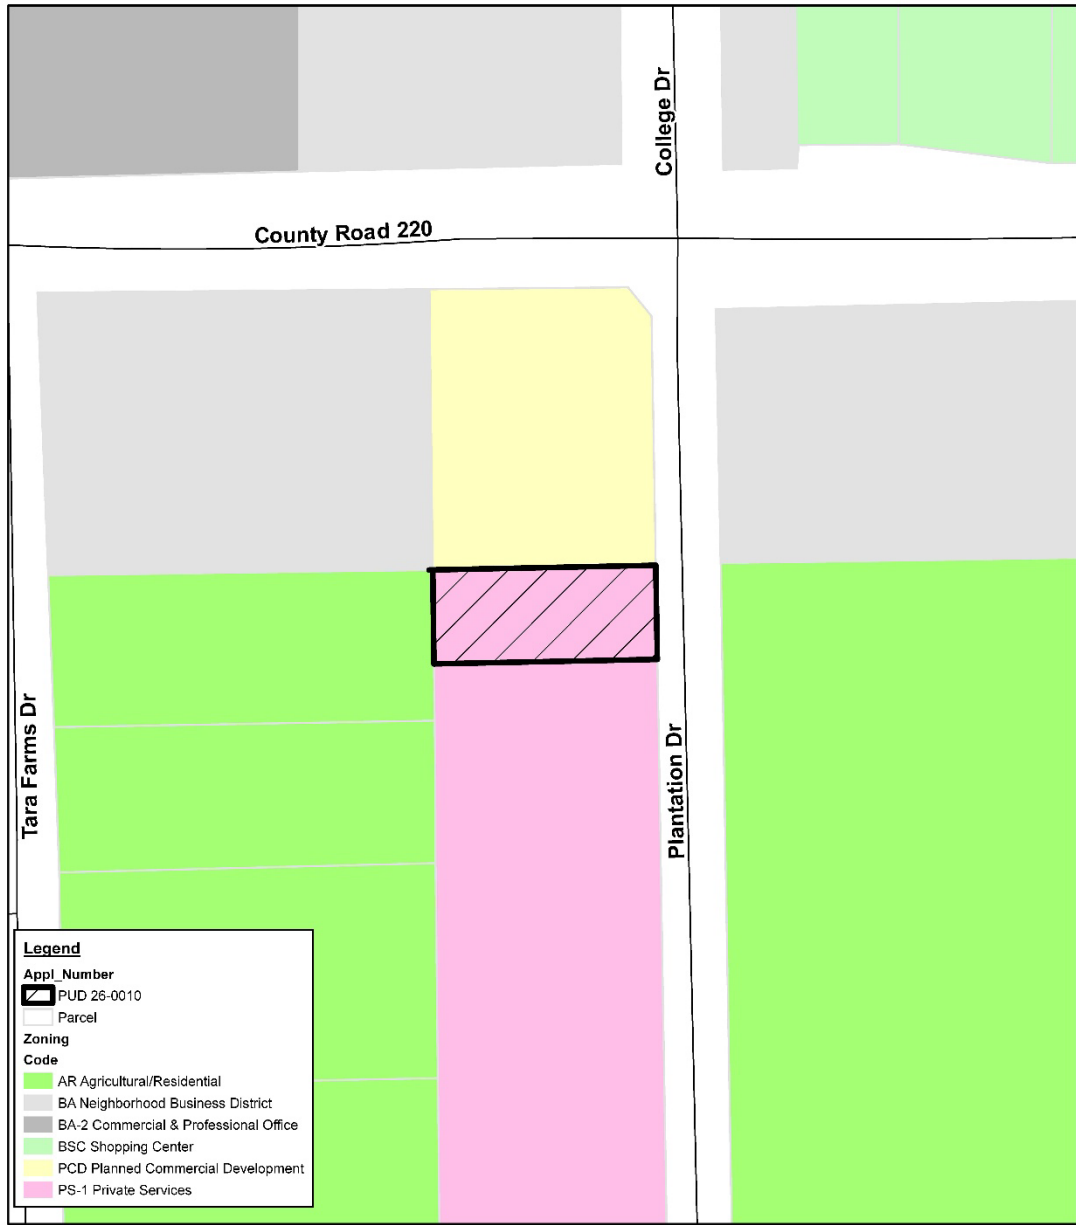 College Dr
County Road 220
Tara Farms Dr
Plantation Dr
Legend
Appl_Number
PUD 26-0010
Parcel
Zoning
Code
AR Agricultural/Residential
BA Neighborhood Business District
BA-2 Commercial & Professional Office
BSC Shopping Center
PCD Planned Commercial Development
PS-1 Private Services